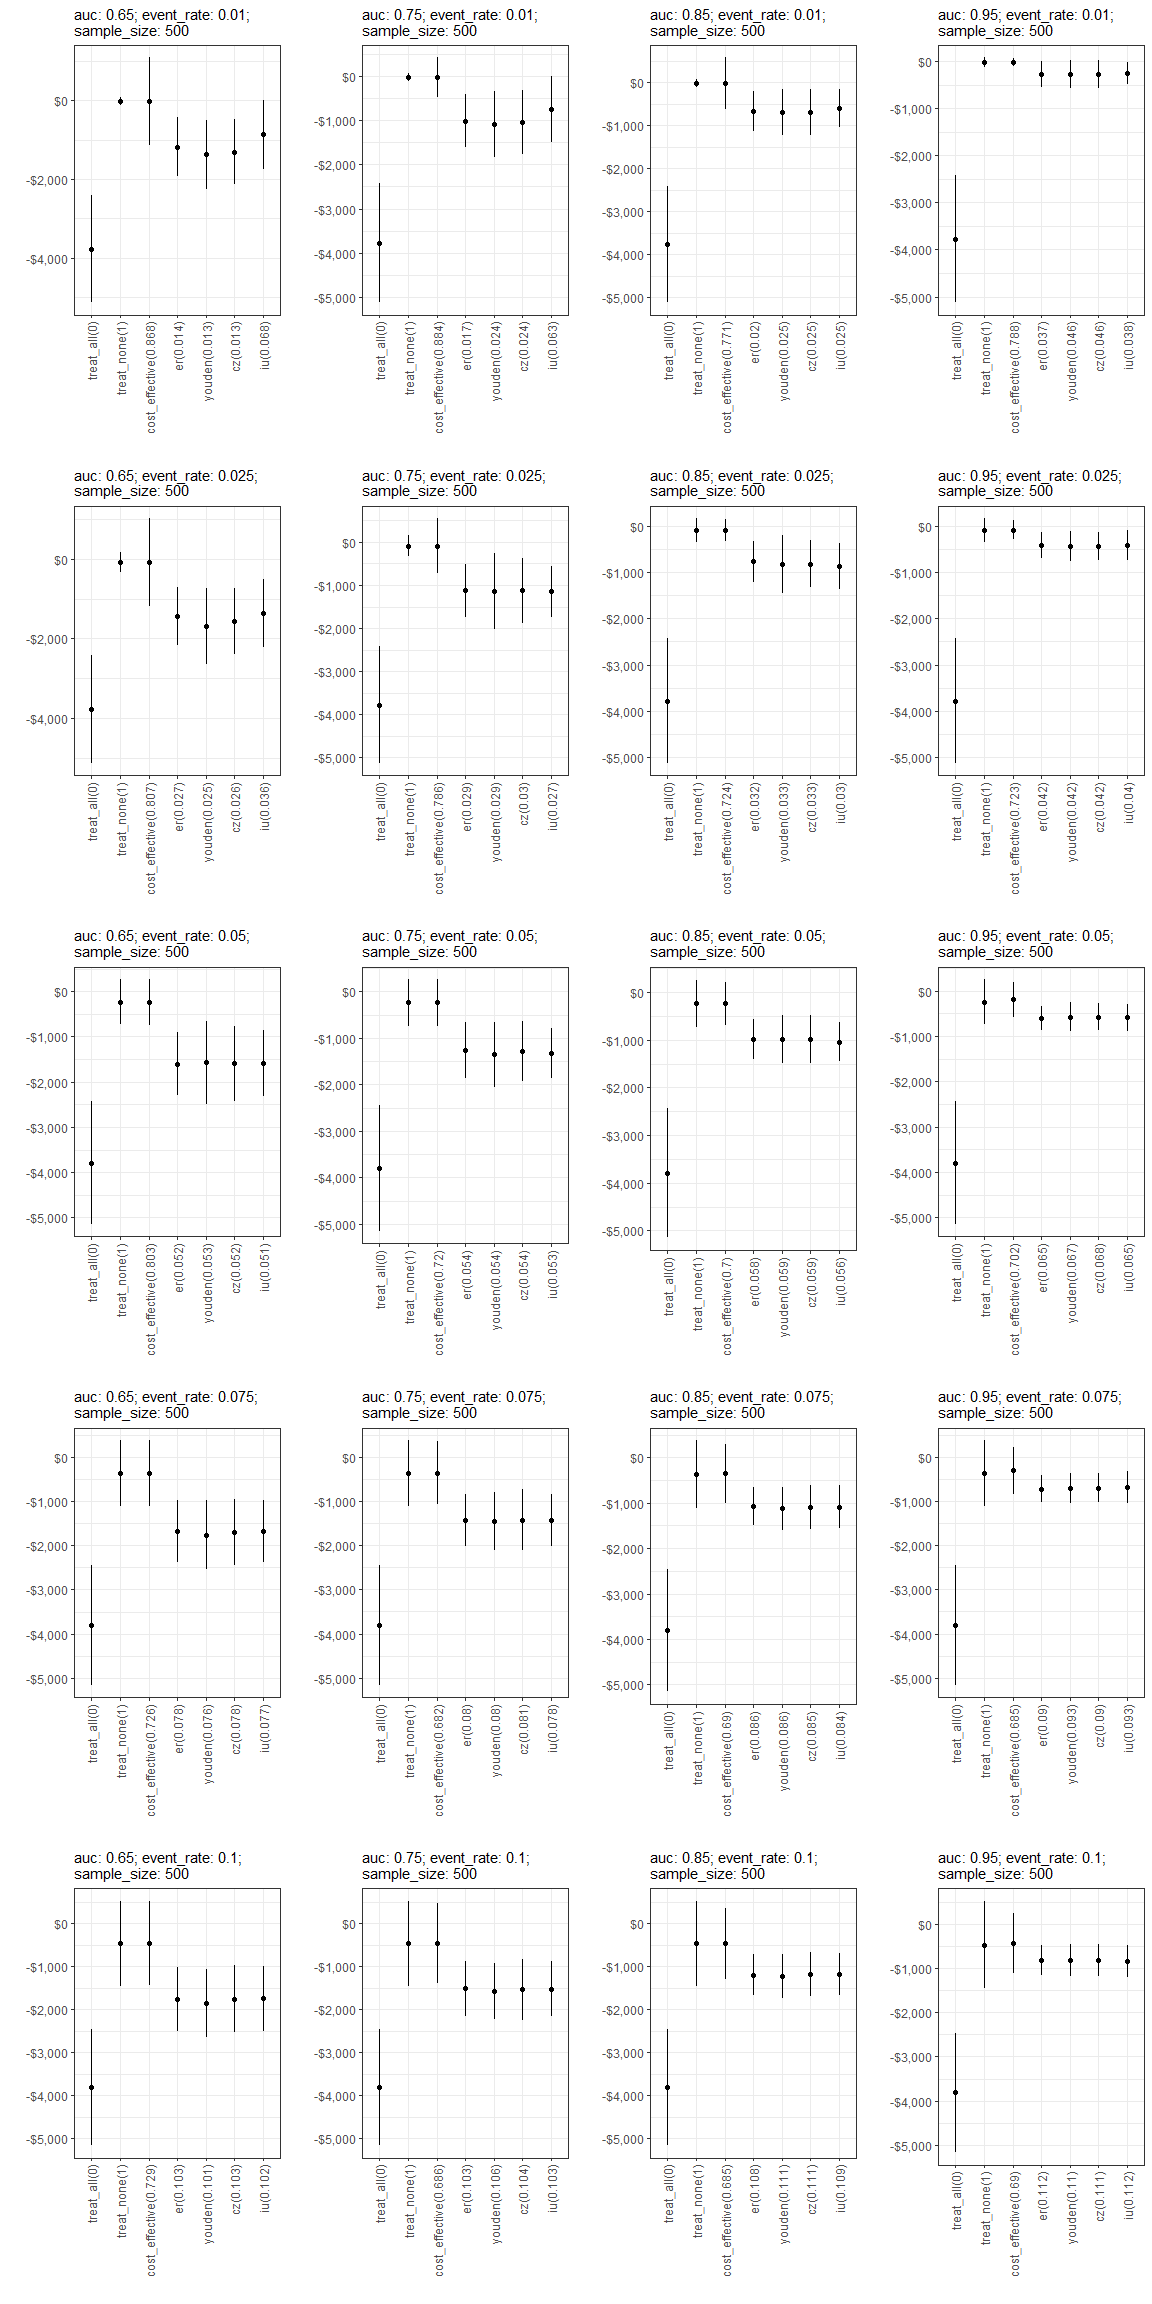 auc: 0.65; event_rate: 0.01;
sample_size: 500
$0
-$2,000
-$4,000
treat_all(0)
treat_none(1)
cost_effective(0.868)
er(0.014)
youden(0.013)
cz(0.013)
iu(0.068)
auc: 0.75; event_rate: 0.01;
sample_size: 500
$0
-$1,000
-$2,000
-$3,000
-$4,000
-$5,000
treat_all(0)
treat_none(1)
cost_effective(0.884)
er(0.017)
youden(0.024)
cz(0.024)
iu(0.063)
auc: 0.85; event_rate: 0.01;
sample_size: 500
$0
-$1,000
-$2,000
-$3,000
-$4,000
-$5,000
treat_all(0)
treat_none(1)
cost_effective(0.771)
er(0.02)
youden(0.025)
cz(0.025)
iu(0.025)
auc: 0.95; event_rate: 0.01;
sample_size: 500
$0
-$1,000
-$2,000
-$3,000
-$4,000
-$5,000
treat_all(0)
treat_none(1)
cost_effective(0.788)
er(0.037)
youden(0.046)
cz(0.046)
iu(0.038)
auc: 0.65; event_rate: 0.025;
sample_size: 500
$0
-$2,000
-$4,000
treat_all(0)
treat_none(1)
cost_effective(0.807)
er(0.027)
youden(0.025)
cz(0.026)
iu(0.036)
auc: 0.75; event_rate: 0.025;
sample_size: 500
$0
-$1,000
-$2,000
-$3,000
-$4,000
-$5,000
treat_all(0)
treat_none(1)
cost_effective(0.786)
er(0.029)
youden(0.029)
cz(0.03)
iu(0.027)
auc: 0.85; event_rate: 0.025;
sample_size: 500
$0
-$1,000
-$2,000
-$3,000
-$4,000
-$5,000
treat_all(0)
treat_none(1)
cost_effective(0.724)
er(0.032)
youden(0.033)
cz(0.033)
iu(0.03)
auc: 0.95; event_rate: 0.025;
sample_size: 500
$0
-$1,000
-$2,000
-$3,000
-$4,000
-$5,000
treat_all(0)
treat_none(1)
cost_effective(0.723)
er(0.042)
youden(0.042)
cz(0.042)
iu(0.04)
auc: 0.65; event_rate: 0.05;
sample_size: 500
$0
-$1,000
-$2,000
-$3,000
-$4,000
-$5,000
treat_all(0)
treat_none(1)
cost_effective(0.803)
er(0.052)
youden(0.053)
cz(0.052)
iu(0.051)
auc: 0.75; event_rate: 0.05;
sample_size: 500
$0
-$1,000
-$2,000
-$3,000
-$4,000
-$5,000
treat_all(0)
treat_none(1)
cost_effective(0.72)
er(0.054)
youden(0.054)
cz(0.054)
iu(0.053)
auc: 0.85; event_rate: 0.05;
sample_size: 500
$0
-$1,000
-$2,000
-$3,000
-$4,000
-$5,000
treat_all(0)
treat_none(1)
cost_effective(0.7)
er(0.058)
youden(0.059)
cz(0.059)
iu(0.056)
auc: 0.95; event_rate: 0.05;
sample_size: 500
$0
-$1,000
-$2,000
-$3,000
-$4,000
-$5,000
treat_all(0)
treat_none(1)
cost_effective(0.702)
er(0.065)
youden(0.067)
cz(0.068)
iu(0.065)
auc: 0.65; event_rate: 0.075;
sample_size: 500
$0
-$1,000
-$2,000
-$3,000
-$4,000
-$5,000
treat_all(0)
treat_none(1)
cost_effective(0.726)
er(0.078)
youden(0.076)
cz(0.078)
iu(0.077)
auc: 0.75; event_rate: 0.075;
sample_size: 500
$0
-$1,000
-$2,000
-$3,000
-$4,000
-$5,000
treat_all(0)
treat_none(1)
cost_effective(0.682)
er(0.08)
youden(0.08)
cz(0.081)
iu(0.078)
auc: 0.85; event_rate: 0.075;
sample_size: 500
$0
-$1,000
-$2,000
-$3,000
-$4,000
-$5,000
treat_all(0)
treat_none(1)
cost_effective(0.69)
er(0.086)
youden(0.086)
cz(0.085)
iu(0.084)
auc: 0.95; event_rate: 0.075;
sample_size: 500
$0
-$1,000
-$2,000
-$3,000
-$4,000
-$5,000
treat_all(0)
treat_none(1)
cost_effective(0.685)
er(0.09)
youden(0.093)
cz(0.09)
iu(0.093)
auc: 0.65; event_rate: 0.1;
sample_size: 500
$0
-$1,000
-$2,000
-$3,000
-$4,000
-$5,000
treat_all(0)
treat_none(1)
cost_effective(0.729)
er(0.103)
youden(0.101)
cz(0.103)
iu(0.102)
auc: 0.75; event_rate: 0.1;
sample_size: 500
$0
-$1,000
-$2,000
-$3,000
-$4,000
-$5,000
treat_all(0)
treat_none(1)
cost_effective(0.686)
er(0.103)
youden(0.106)
cz(0.104)
iu(0.103)
auc: 0.85; event_rate: 0.1;
sample_size: 500
$0
-$1,000
-$2,000
-$3,000
-$4,000
-$5,000
treat_all(0)
treat_none(1)
cost_effective(0.685)
er(0.108)
youden(0.111)
cz(0.111)
iu(0.109)
auc: 0.95; event_rate: 0.1;
sample_size: 500
$0
-$1,000
-$2,000
-$3,000
-$4,000
-$5,000
treat_all(0)
treat_none(1)
cost_effective(0.69)
er(0.112)
youden(0.11)
cz(0.111)
iu(0.112)